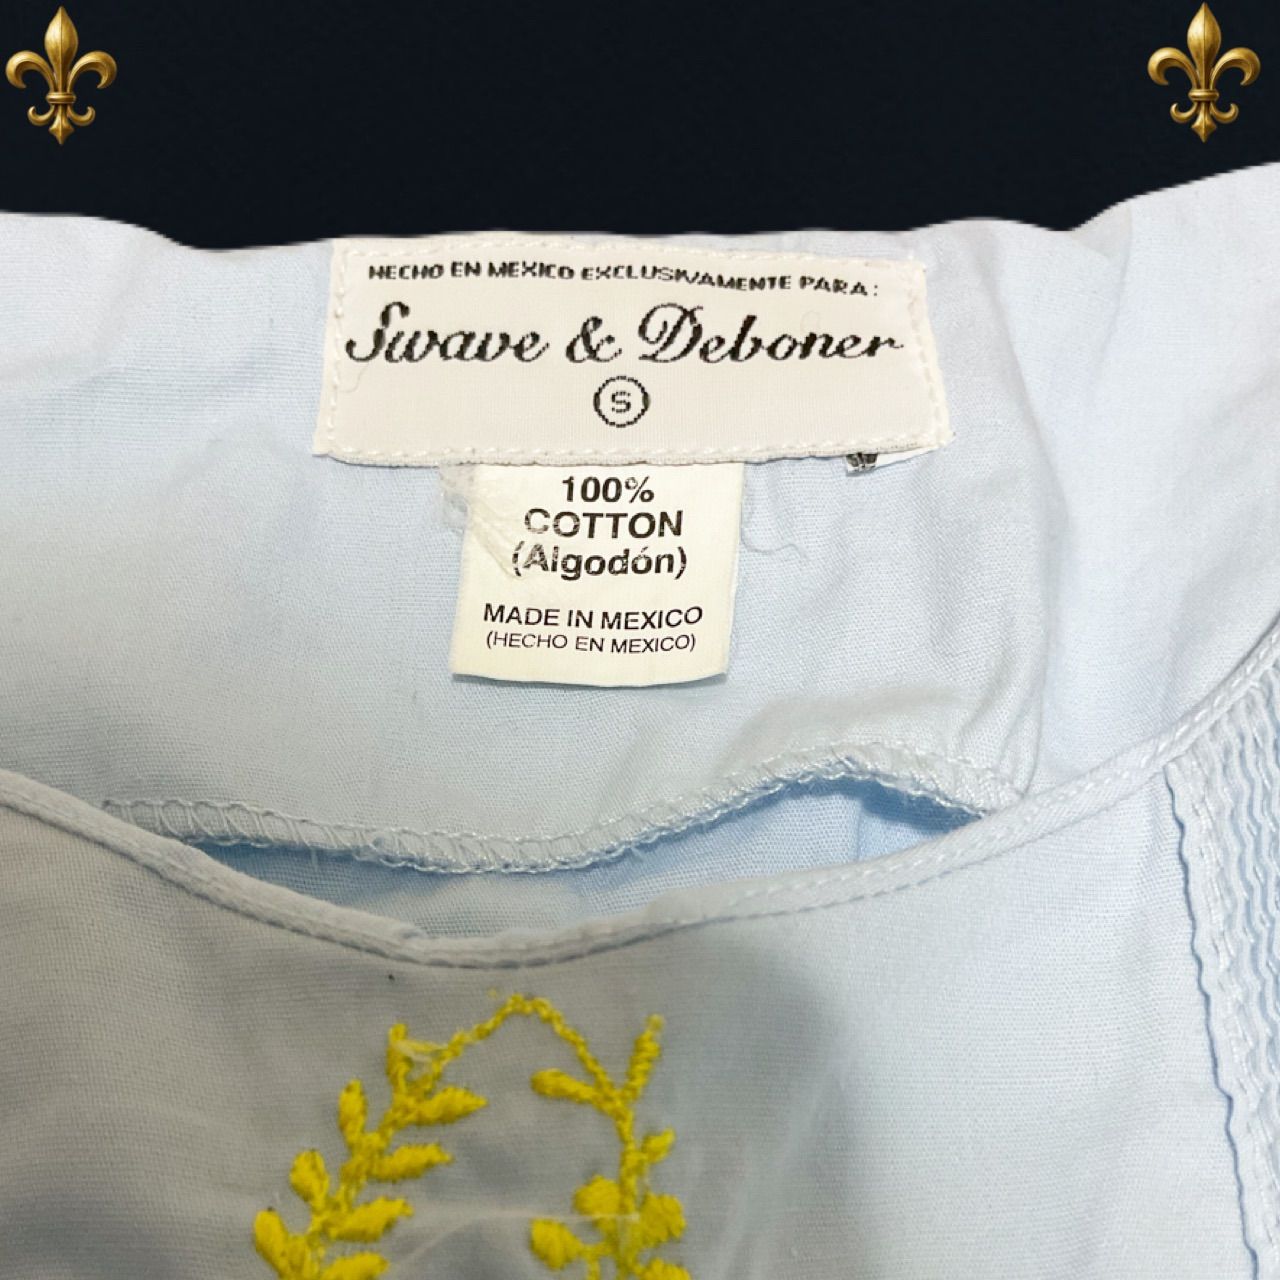 HECHO EN MEXICO EXCLUSIVAMENTE PARA:
Swave & Deboner
S
100%
COTTON
(Algodón)
MADE IN MEXICO
(HECHO EN MEXICO)